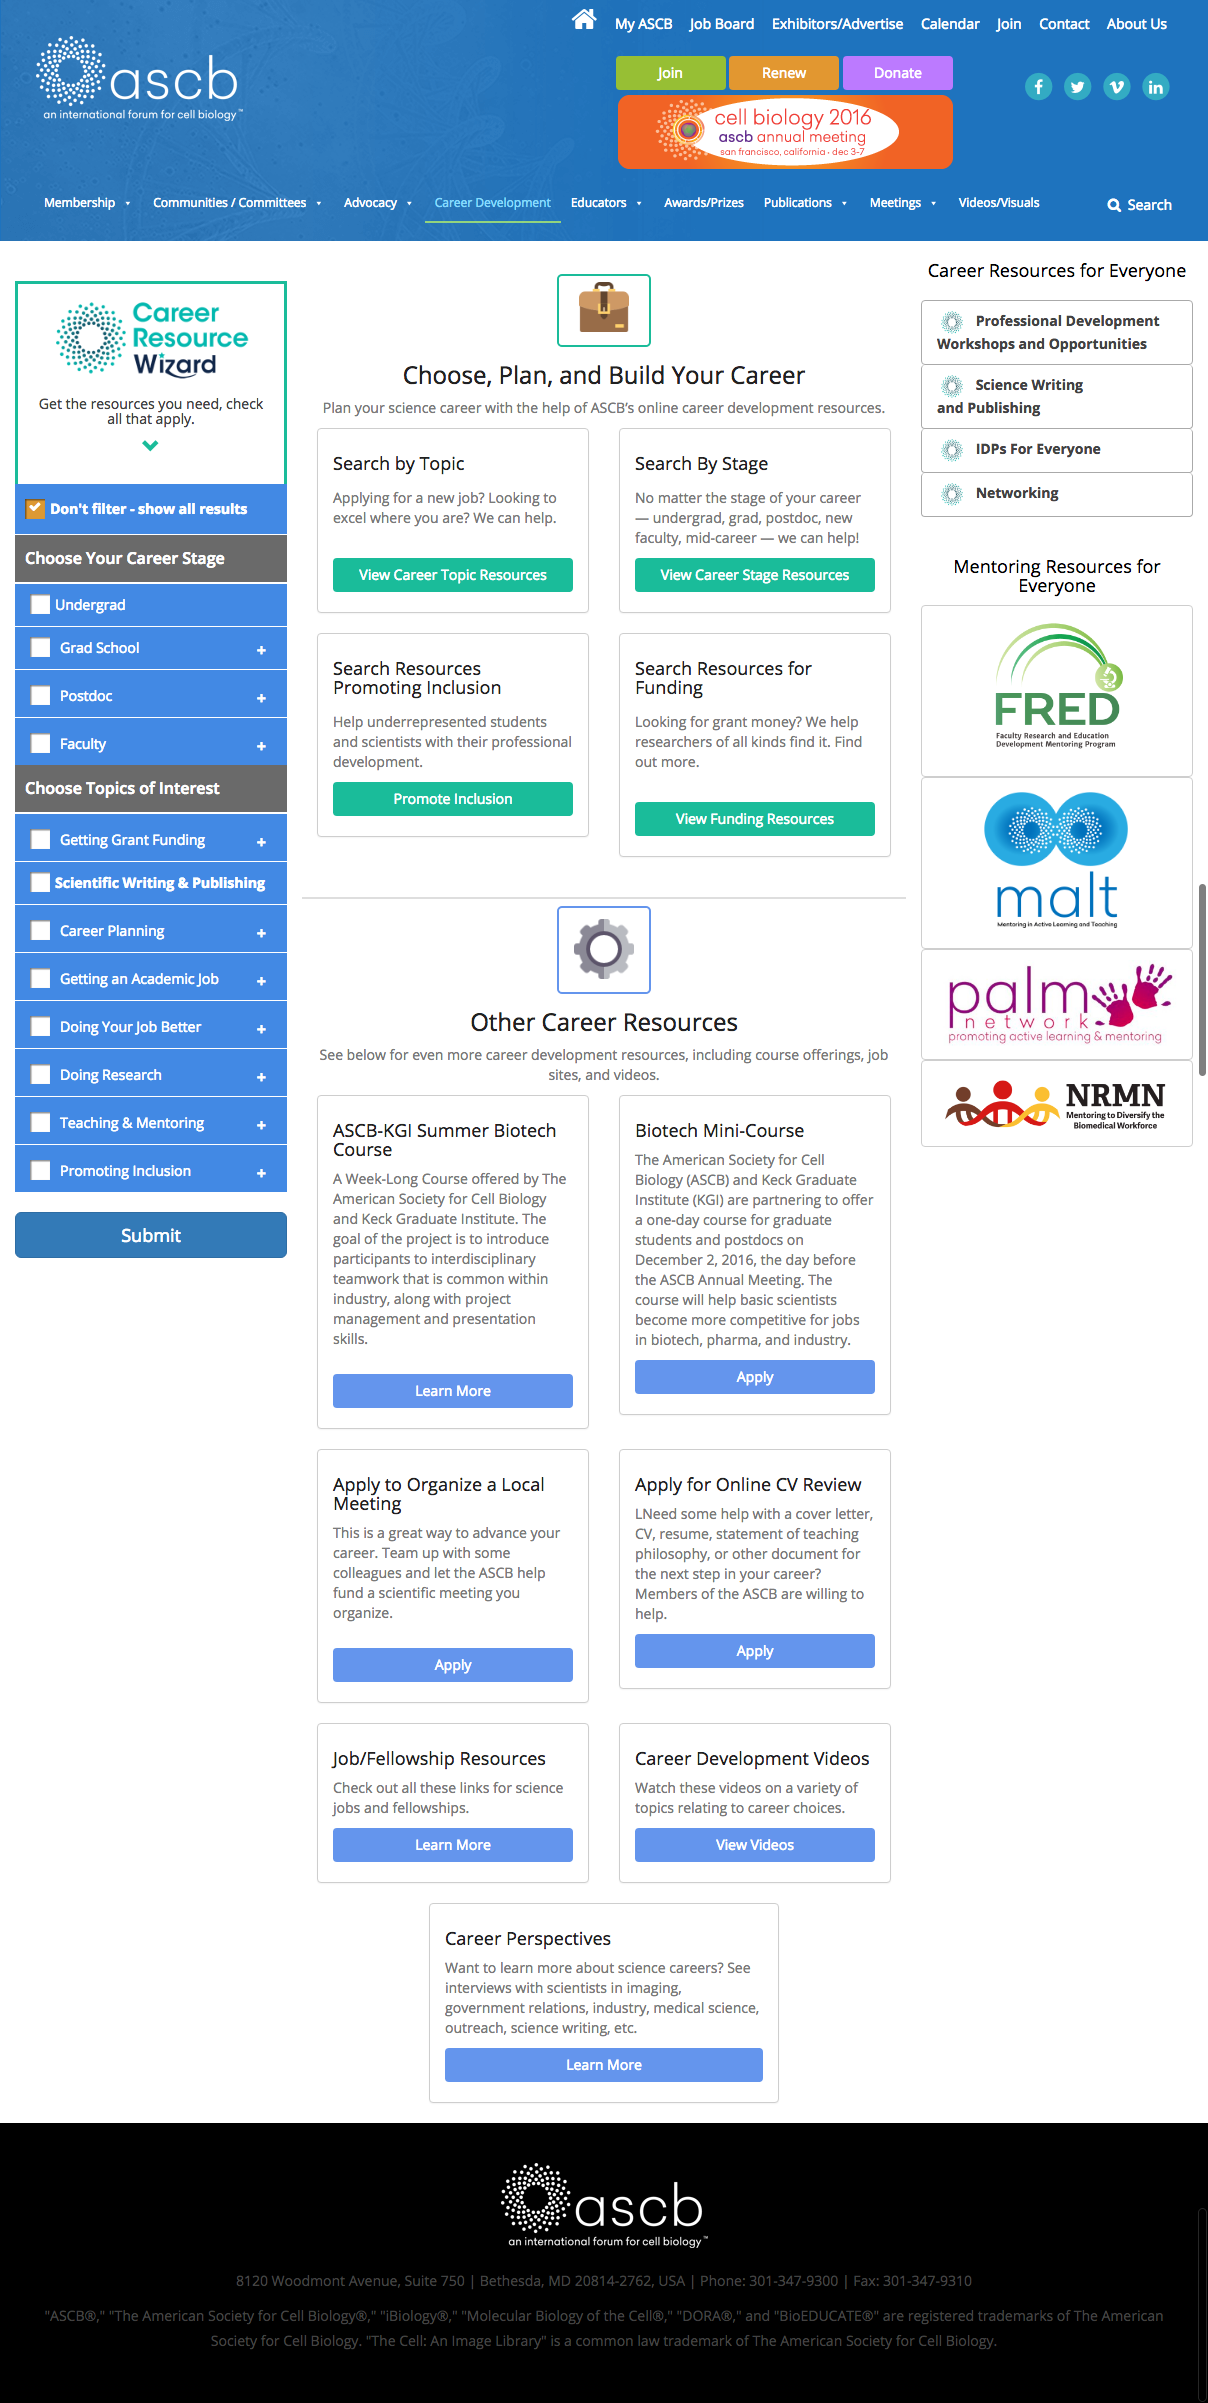 My ASCB Job Board Exhibitors/Advertise Calendar Join Contact About Us
ascb
an international forum for cell biology™
Join Renew Donate
cell biology 2016
ascb annual meeting
san francisco, california • dec 3-7
Membership Communities / Committees Advocacy Career Development Educators Awards/Prizes Publications Meetings Videos/Visuals
Search
Career
Resource
Wizard
Get the resources you need, check
all that apply.
Don't filter - show all results
Choose Your Career Stage
Undergrad
Grad School +
Postdoc +
Faculty +
Choose Topics of Interest
Getting Grant Funding +
Scientific Writing & Publishing
Career Planning +
Getting an Academic Job +
Doing Your Job Better +
Doing Research +
Teaching & Mentoring +
Promoting Inclusion +
Submit
Choose, Plan, and Build Your Career
Plan your science career with the help of ASCB's online career development resources.
Search by Topic
Applying for a new job? Looking to
excel where you are? We can help.
View Career Topic Resources
Search By Stage
No matter the stage of your career
— undergrad, grad, postdoc, new
faculty, mid-career — we can help!
View Career Stage Resources
Search Resources
Promoting Inclusion
Help underrepresented students
and scientists with their professional
development.
Promote Inclusion
Search Resources for
Funding
Looking for grant money? We help
researchers of all kinds find it. Find
out more.
View Funding Resources
Other Career Resources
See below for even more career development resources, including course offerings, job
sites, and videos.
ASCB-KGI Summer Biotech
Course
A Week-Long Course offered by The
American Society for Cell Biology
and Keck Graduate Institute. The
goal of the project is to introduce
participants to interdisciplinary
teamwork that is common within
industry, along with project
management and presentation
skills.
Learn More
Biotech Mini-Course
The American Society for Cell
Biology (ASCB) and Keck Graduate
Institute (KGI) are partnering to offer
a one-day course for graduate
students and postdocs on
December 2, 2016, the day before
the ASCB Annual Meeting. The
course will help basic scientists
become more competitive for jobs
in biotech, pharma, and industry.
Apply
Apply to Organize a Local
Meeting
This is a great way to advance your
career. Team up with some
colleagues and let the ASCB help
fund a scientific meeting you
organize.
Apply
Apply for Online CV Review
LNeed some help with a cover letter,
CV, resume, statement of teaching
philosophy, or other document for
the next step in your career?
Members of the ASCB are willing to
help.
Apply
Job/Fellowship Resources
Check out all these links for science
jobs and fellowships.
Learn More
Career Development Videos
Watch these videos on a variety of
topics relating to career choices.
View Videos
Career Perspectives
Want to learn more about science careers? See
interviews with scientists in imaging,
government relations, industry, medical science,
outreach, science writing, etc.
Learn More
Career Resources for Everyone
Professional Development
Workshops and Opportunities
Science Writing
and Publishing
IDPs For Everyone
Networking
Mentoring Resources for
Everyone
FRED
Faculty Research and Education
Development Mentoring Program
malt
Mentoring in Active Learning and Teaching
palm
network
promoting active learning & mentoring
NRMN
Mentoring to Diversify the
Biomedical Workforce
ascb
an international forum for cell biology™
8120 Woodmont Avenue, Suite 750 | Bethesda, MD 20814-2762, USA | Phone: 301-347-9300 | Fax: 301-347-9310
"ASCB®," "The American Society for Cell Biology®," "iBiology®," "Molecular Biology of the Cell®," "DORA®," and "BioEDUCATE®" are registered trademarks of The American
Society for Cell Biology. "The Cell: An Image Library" is a common law trademark of The American Society for Cell Biology.